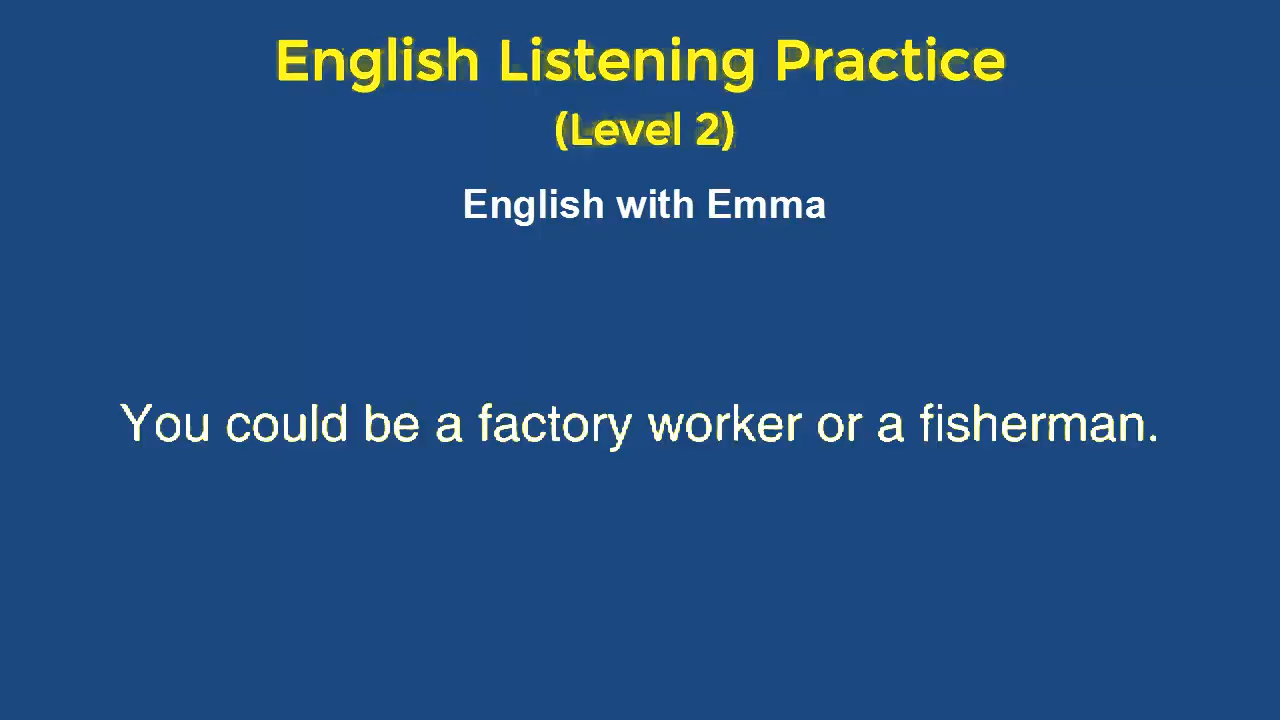 English Listening Practice
(Level 2)
English with Emma
You could be a factory worker or a fisherman.